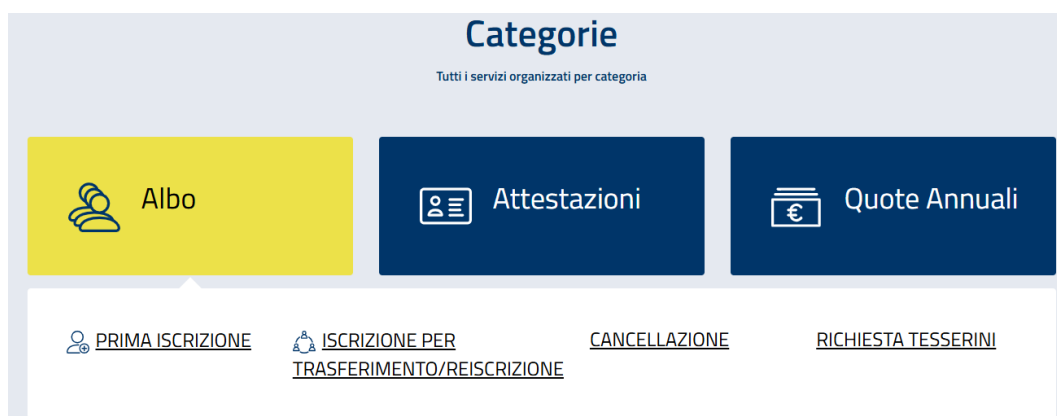 Categorie
Tutti i servizi organizzati per categoria
Albo
Attestazioni
€
Quote Annuali
PRIMA ISCRIZIONE
ISCRIZIONE PER
TRASFERIMENTO/REISCRIZIONE
CANCELLAZIONE
RICHIESTA TESSERINI